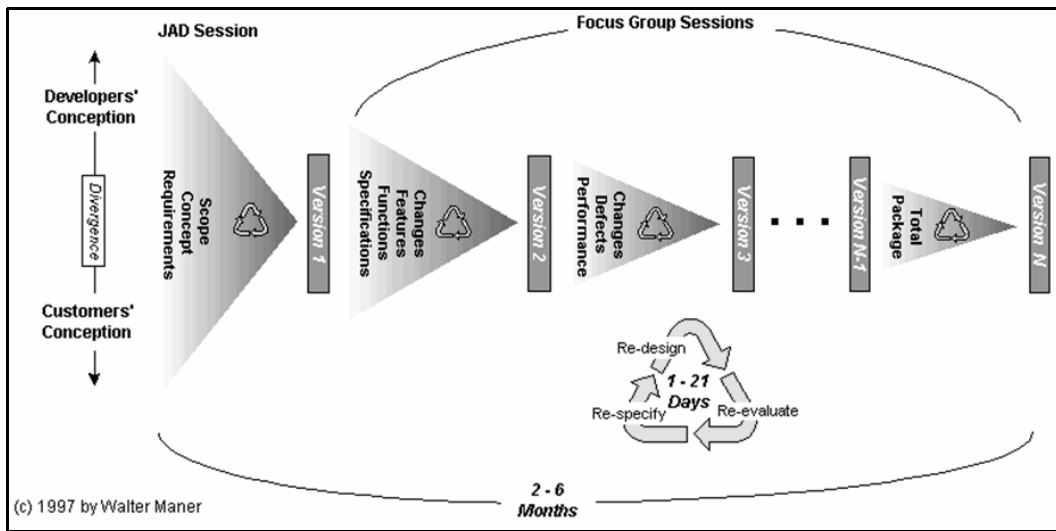 JAD Session
Focus Group Sessions
Developers'
Conception
Divergence
Customers'
Conception
Scope
Concept
Requirements
Version 1
Changes
Features
Functions
Specifications
Version 2
Changes
Defects
Performance
Version 3
Version N-1
Total
Package
Version N
Re-design
1 - 21
Days
Re-specify
Re-evaluate
2 - 6
Months
(c) 1997 by Walter Maner